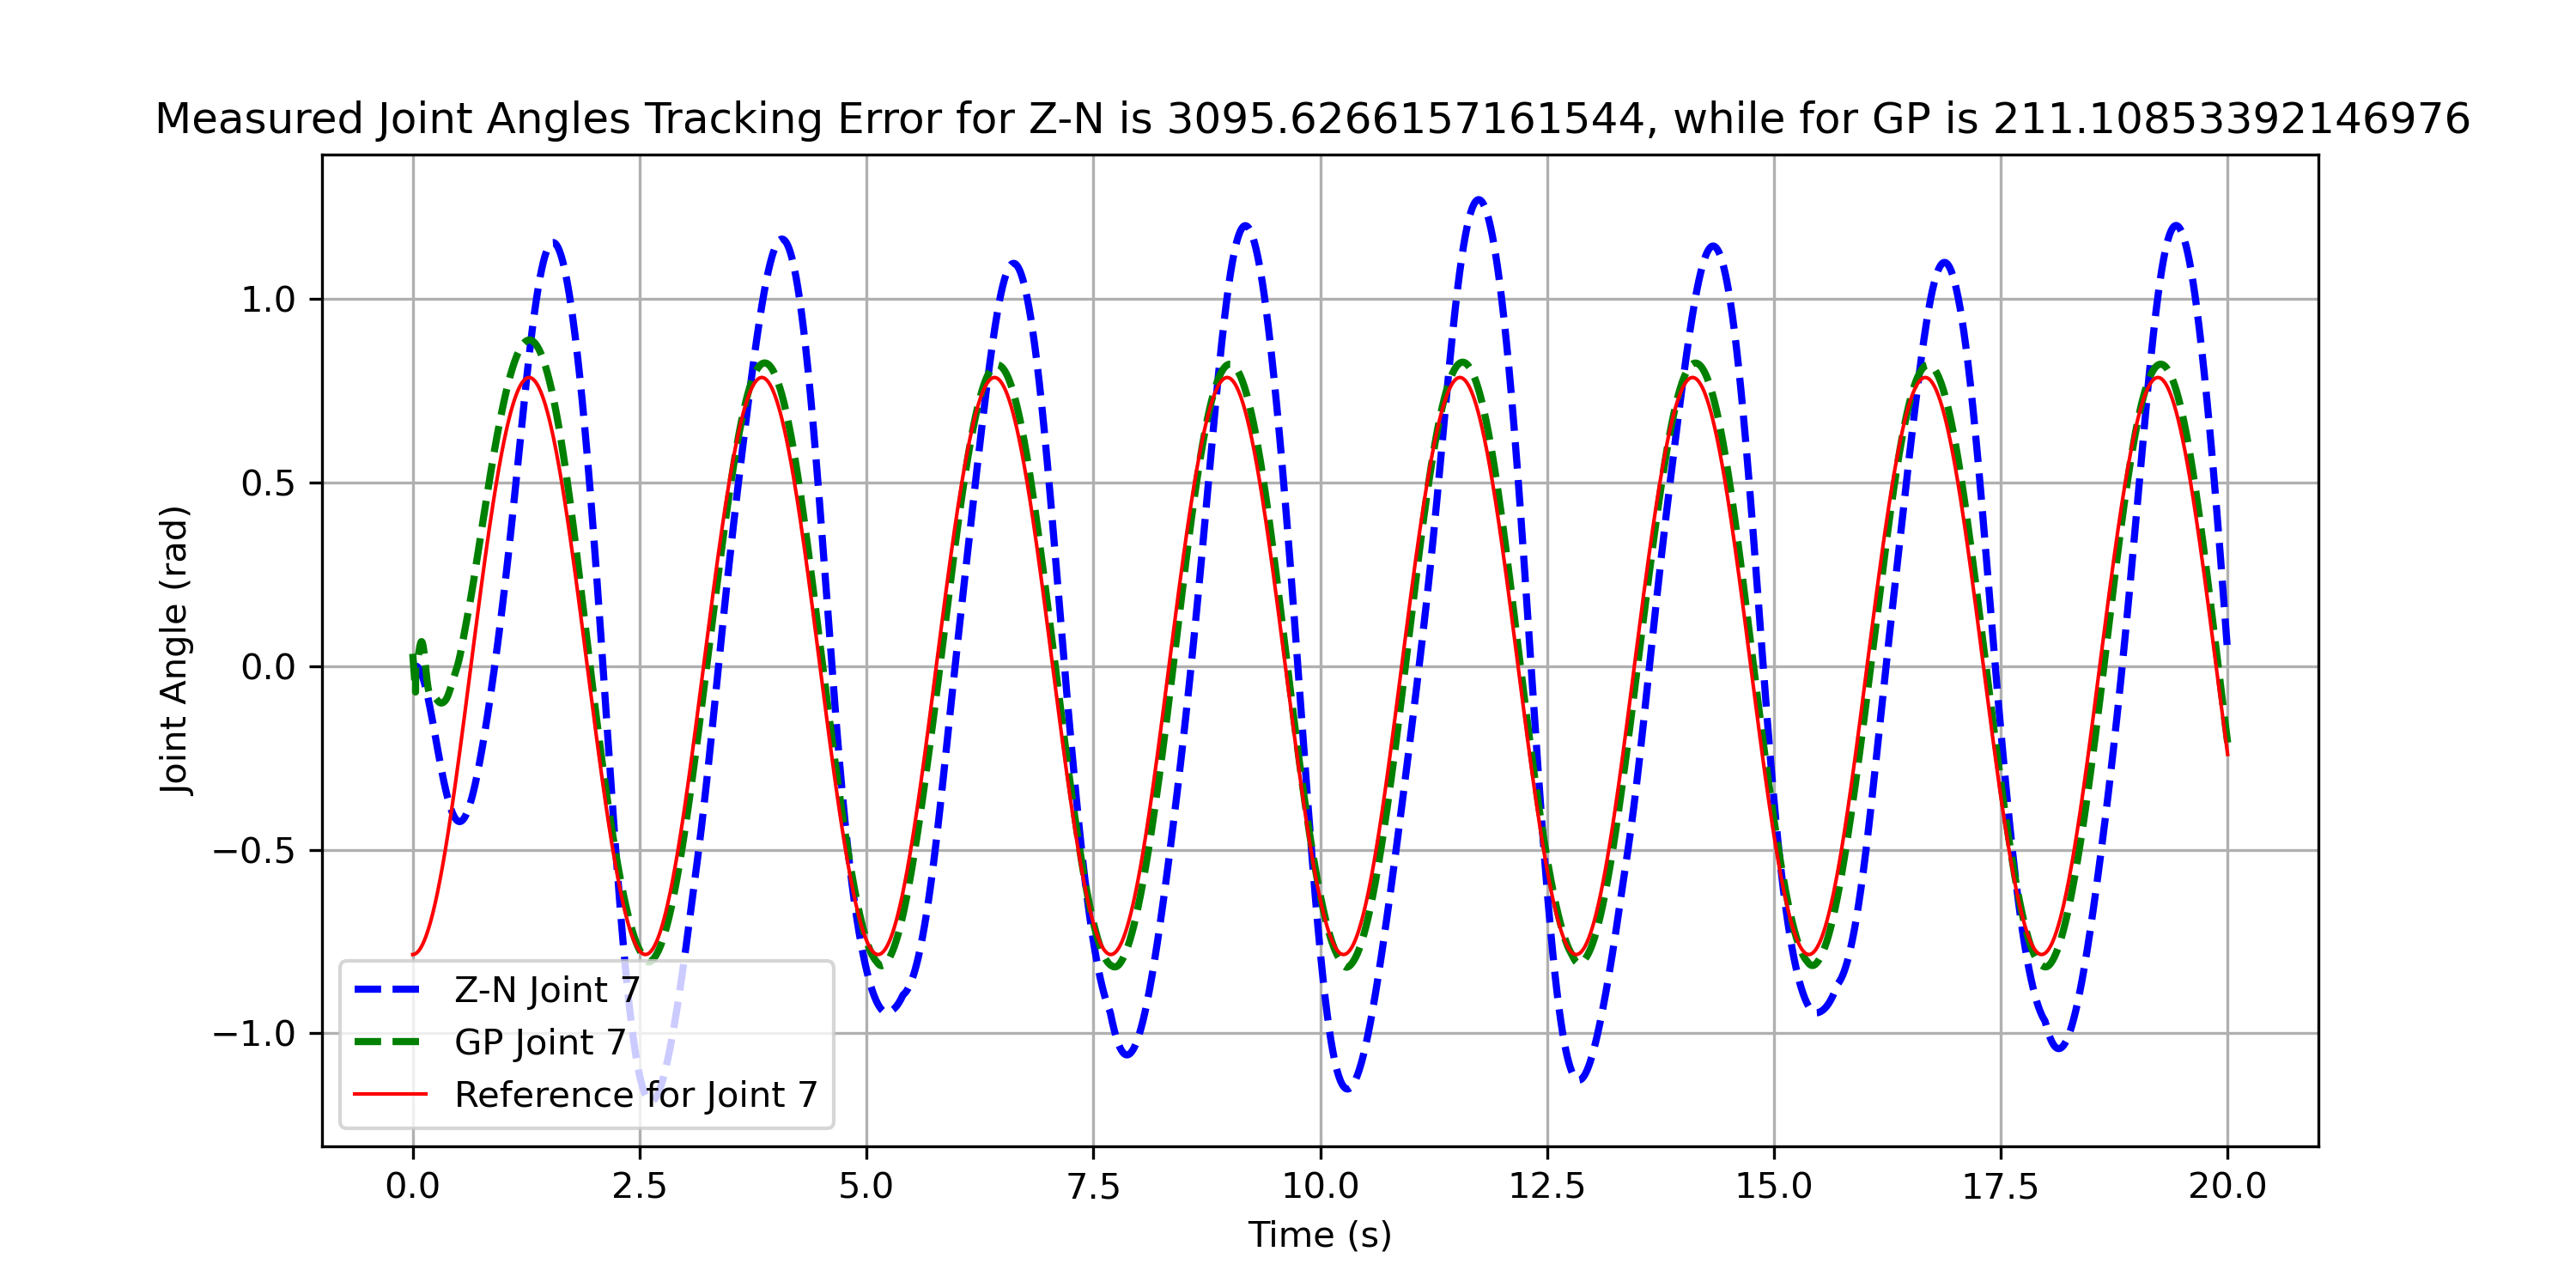 Measured Joint Angles Tracking Error for Z-N is 3095.6266157161544, while for GP is 211.10853392146976
Joint Angle (rad)
1.0
0.5
0.0
−0.5
−1.0
Z-N Joint 7
GP Joint 7
Reference for Joint 7
0.0 2.5 5.0 7.5 10.0 12.5 15.0 17.5 20.0
Time (s)